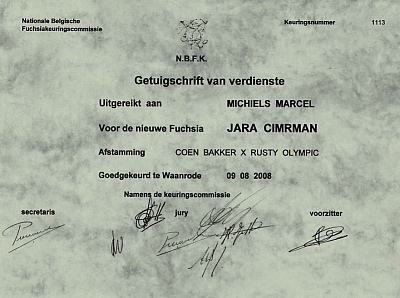 Nationale Belgische
Fuchsiakeuringscommissie
Keuringsnummer 1113
N.B.F.K.
Getuigschrift van verdienste
Uitgereikt aan MICHIELS MARCEL
Voor de nieuwe Fuchsia JARA CIMRMAN
Afstamming COEN BAKKER X RUSTY OLYMPIC
Goedgekeurd te Waanrode 09 08 2008
Namens de keuringscommissie
secretaris jury voorzitter